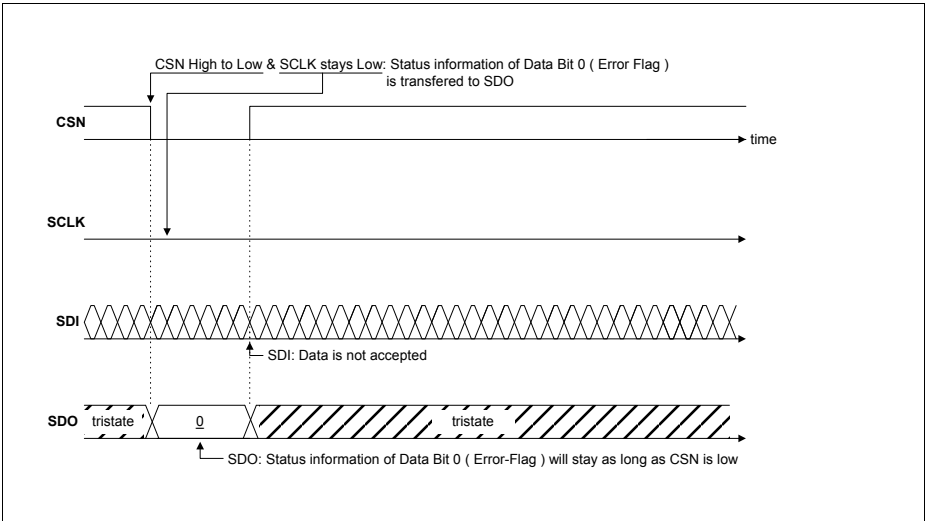 CSN High to Low & SCLK stays Low: Status information of Data Bit 0 ( Error Flag )
is transfered to SDO
CSN
time
SCLK
SDI
SDI: Data is not accepted
SDO tristate 0 tristate
SDO: Status information of Data Bit 0 ( Error-Flag ) will stay as long as CSN is low